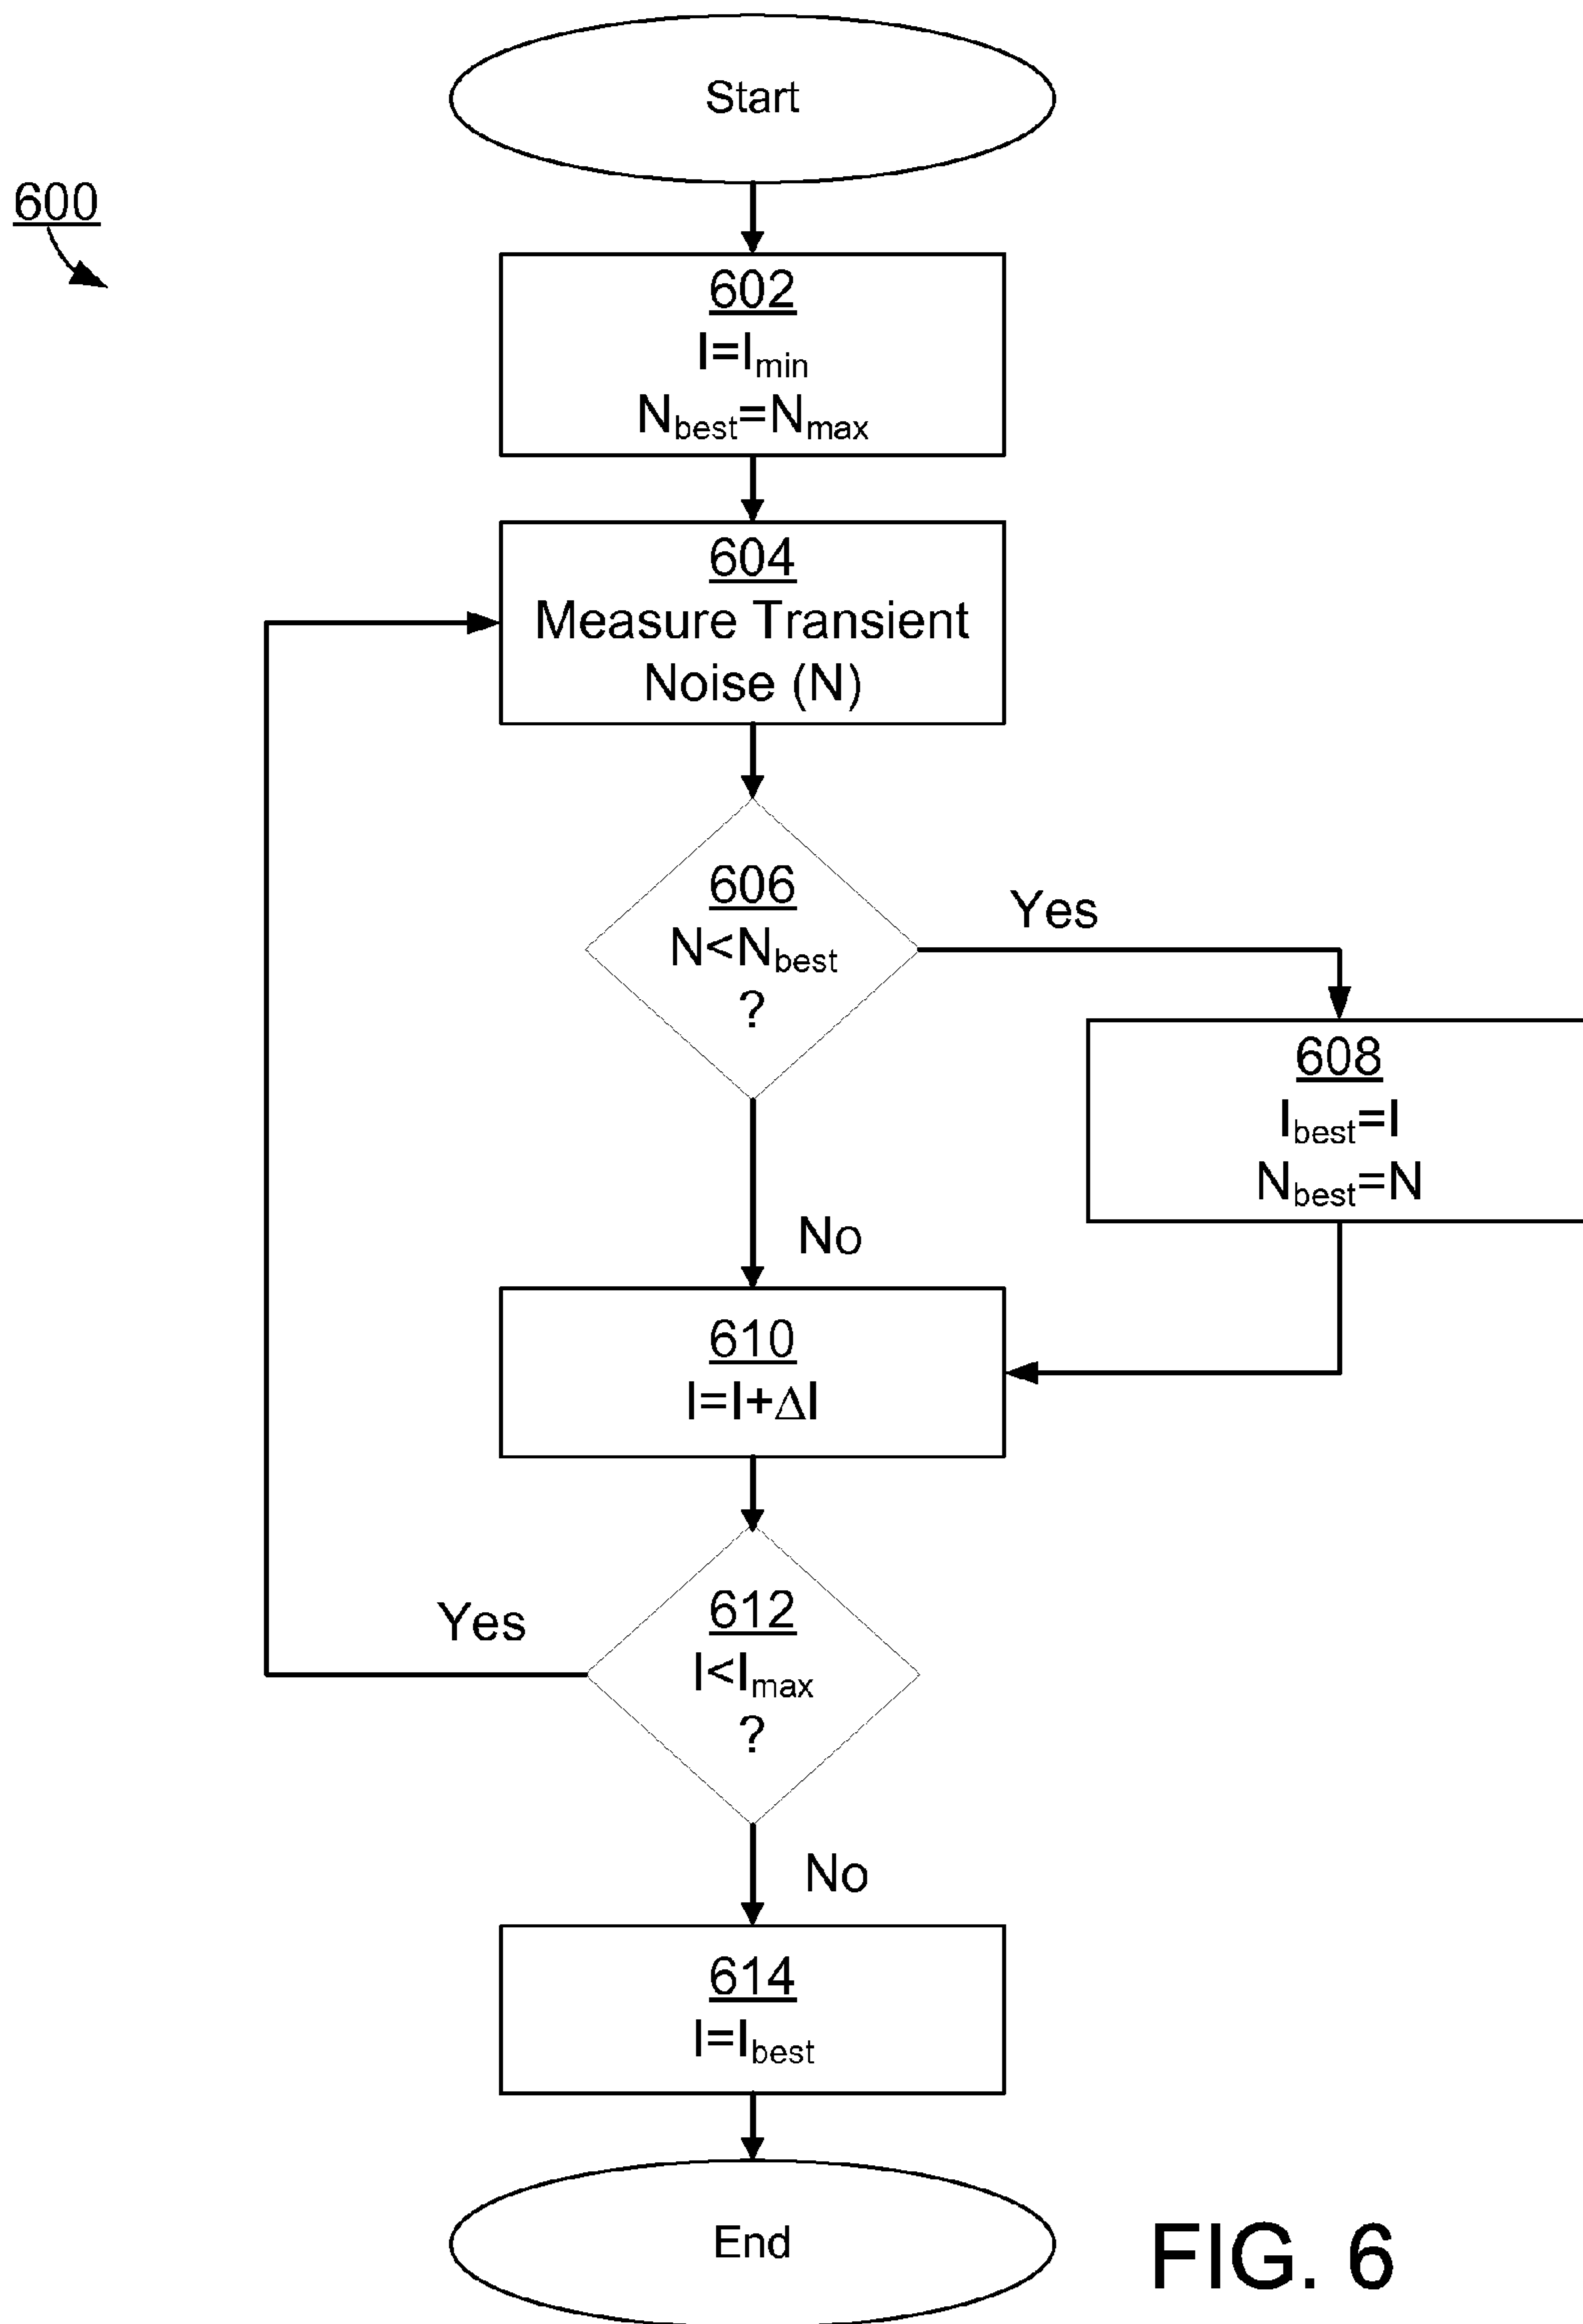 Start
600
602
I=Imin
Nbest=Nmax
604
Measure Transient
Noise (N)
606
N<Nbest
?
Yes
608
Ibest=I
Nbest=N
No
610
I=I+ΔI
612
I<Imax
?
Yes
No
614
I=Ibest
End
FIG. 6